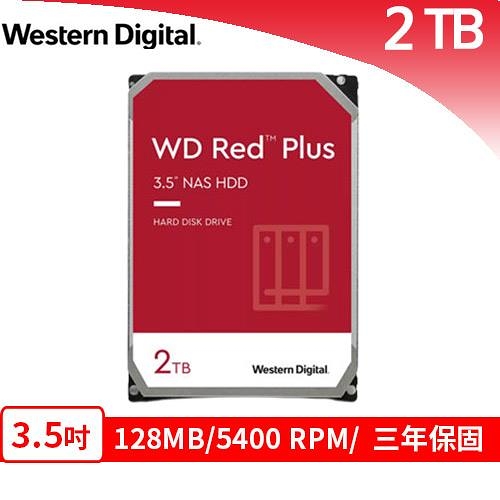 Western Digital.
2 TB
WD Red™ Plus
3.5" NAS HDD
HARD DISK DRIVE
2TB
Western Digital.
3.5吋
128MB/5400 RPM/ 三年保固